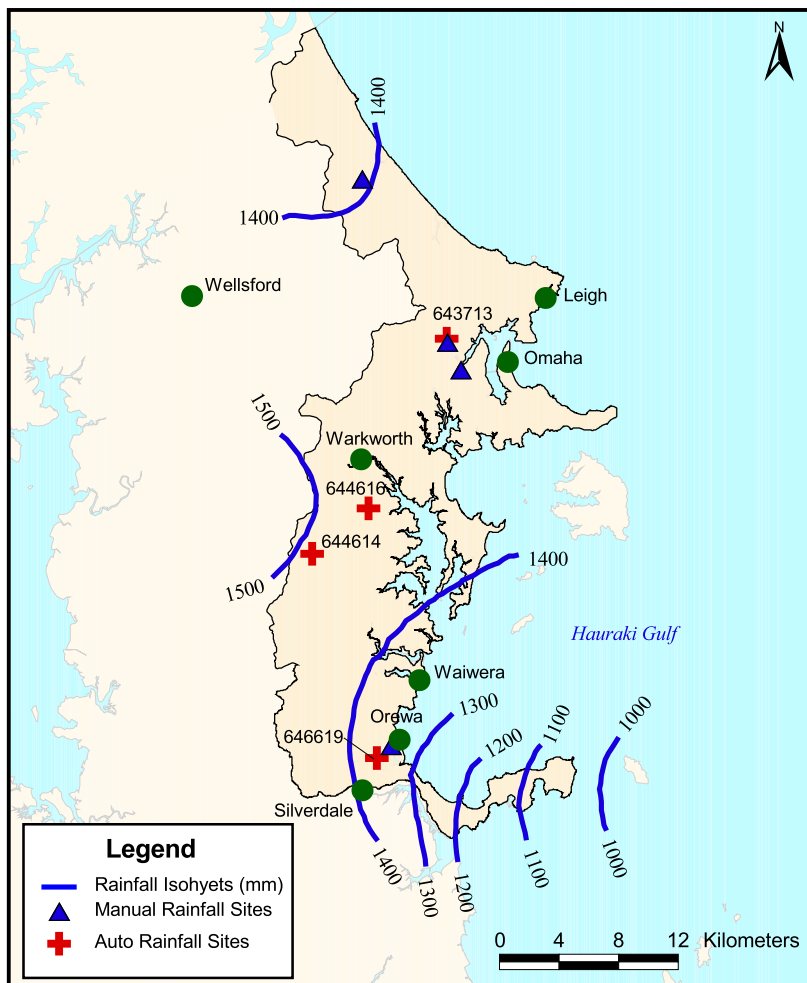 N
1400
1400
Wellsford
Leigh
643713
Omaha
1500
Warkworth
644616
644614
1400
1500
Hauraki Gulf
Waiwera
1300
Orewa
1000
1100
1200
646619
Silverdale
1400
1300
1200
1100
1000
Legend
Rainfall Isohyets (mm)
Manual Rainfall Sites
Auto Rainfall Sites
0 4 8 12 Kilometers